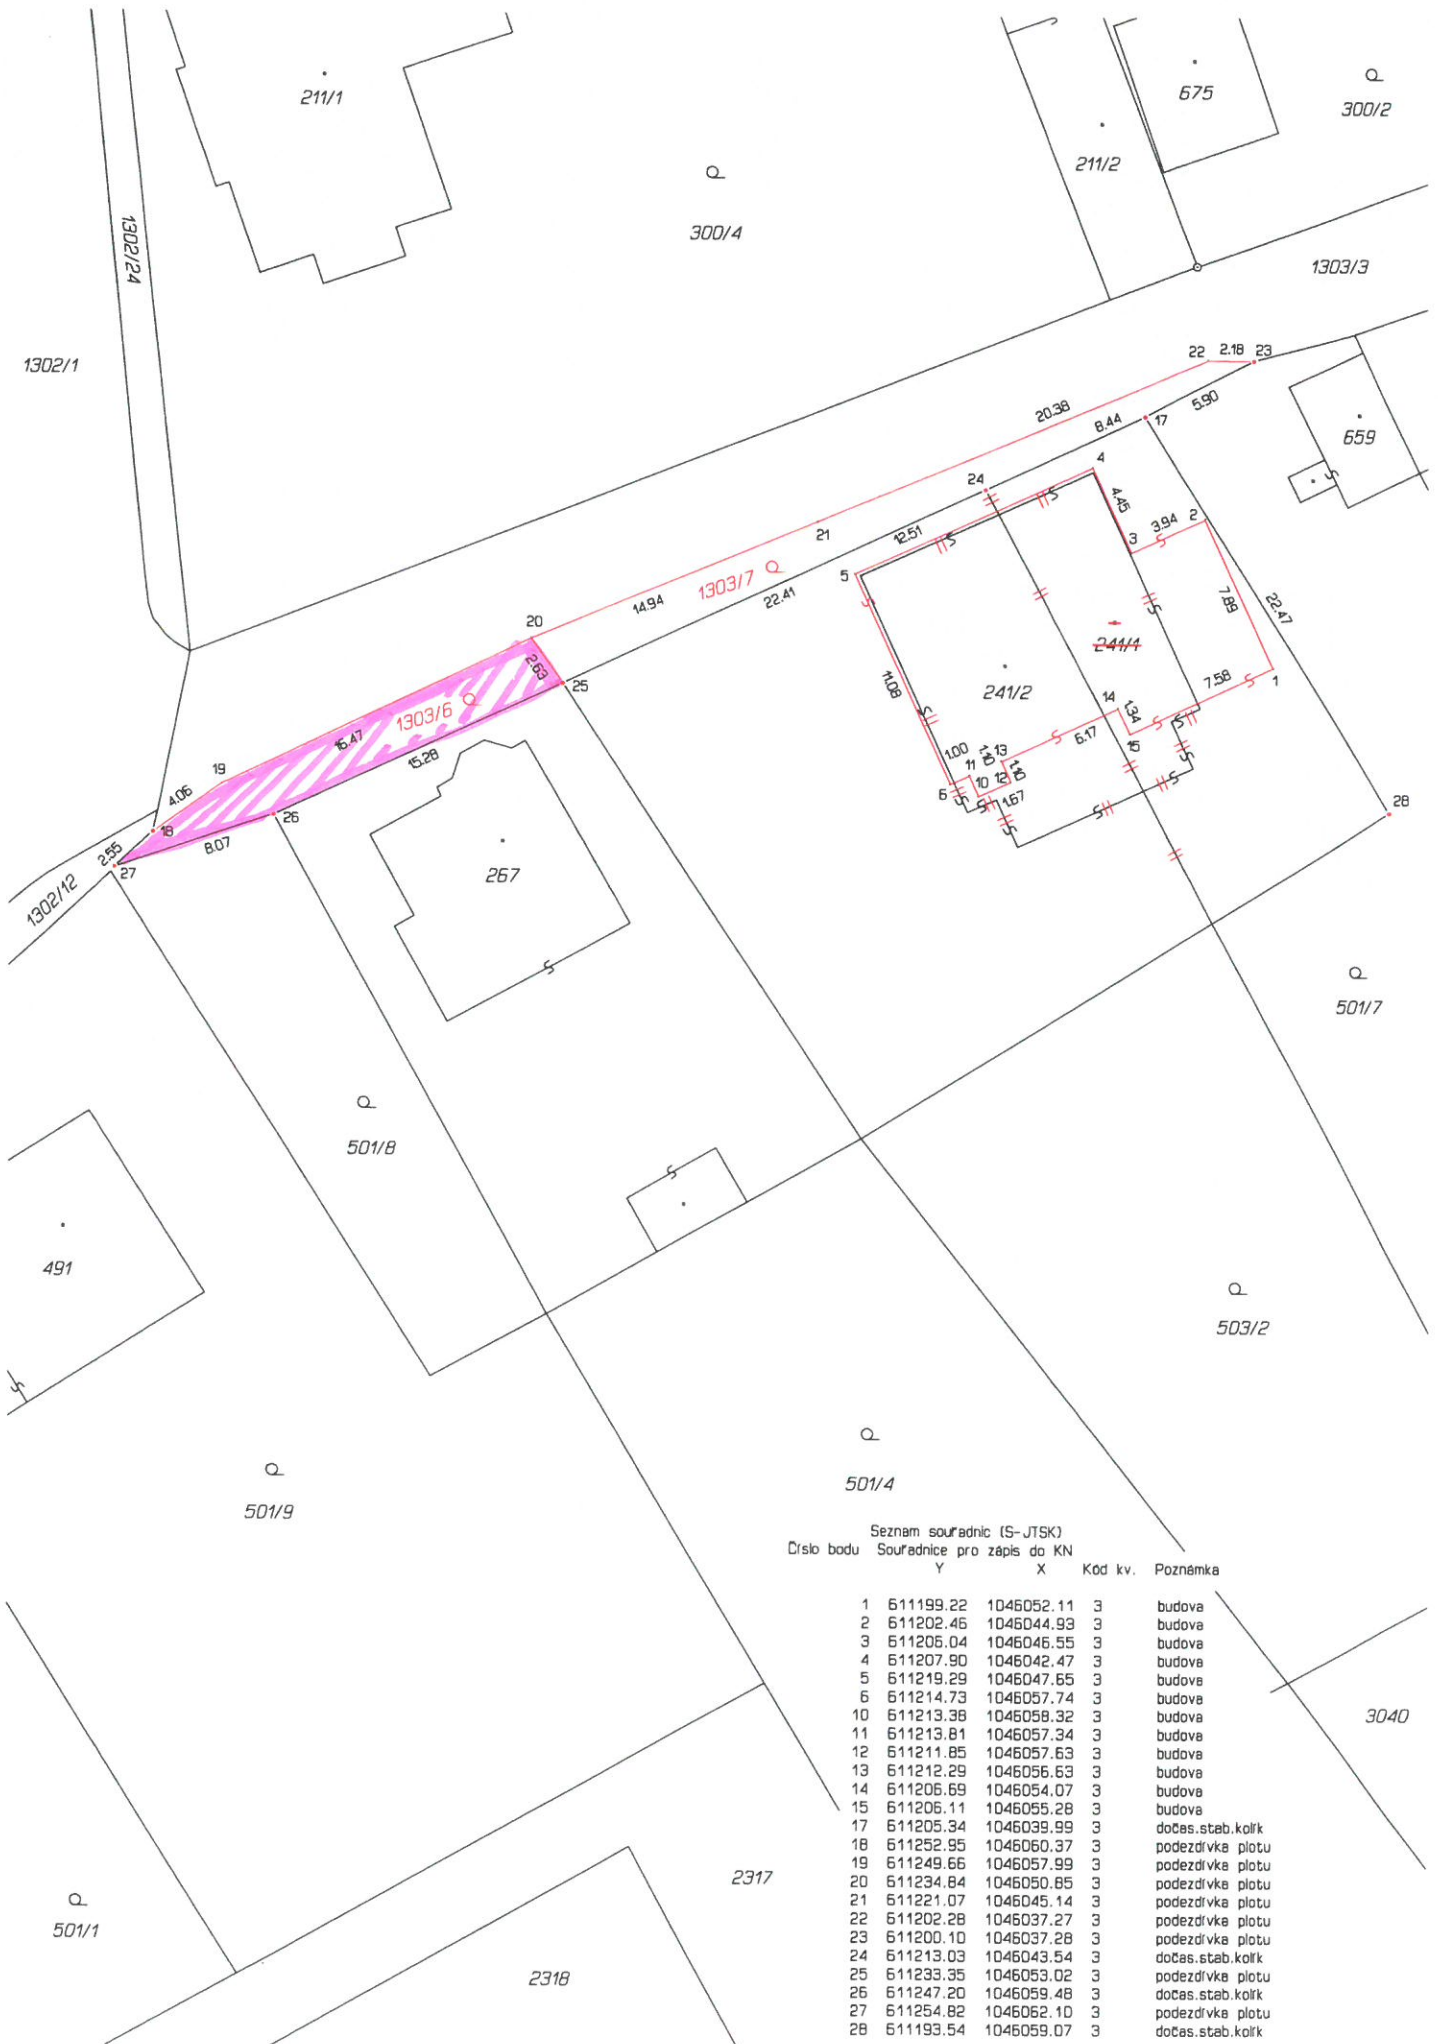 211/1
675
300/2
211/2
1302/24
300/4
1303/3
1302/1
22 2.18 23
20.38
5.90
8.44
17
659
4
24
4.45
3.94 2
21
12.51
3
5
1303/7
22.41
7.89
22.47
14.94
20
241/1
2.63
25
11.08
241/2
7.58
1
1303/6
14
1.34
16.47
6.17
15
15.28
1.00
1.10
13
19
11
1.10
4.06
10
12
6
1.67
28
18
26
8.07
2.55
27
267
1302/12
501/7
501/8
491
503/2
501/4
501/9
Seznam souřadnic (S-JTSK)
Číslo bodu Souřadnice pro zápis do KN
Y X Kód kv. Poznámka
1 611199.22 1046052.11 3 budova
2 611202.46 1046044.93 3 budova
3 611206.04 1046046.55 3 budova
4 611207.90 1046042.47 3 budova
5 611219.29 1046047.65 3 budova
6 611214.73 1046057.74 3 budova
10 611213.38 1046058.32 3 budova
11 611213.81 1046057.34 3 budova
12 611211.85 1046057.63 3 budova
13 611212.29 1046056.63 3 budova
14 611206.69 1046054.07 3 budova
15 611206.11 1046055.28 3 budova
17 611205.34 1046039.99 3 dočas.stab.kolík
18 611252.95 1046060.37 3 podezdívka plotu
19 611249.66 1046057.99 3 podezdívka plotu
20 611234.84 1046050.85 3 podezdívka plotu
21 611221.07 1046045.14 3 podezdívka plotu
22 611202.28 1046037.27 3 podezdívka plotu
23 611200.10 1046037.28 3 podezdívka plotu
24 611213.03 1046043.54 3 dočas.stab.kolík
25 611233.35 1046053.02 3 podezdívka plotu
26 611247.20 1046059.48 3 dočas.stab.kolík
27 611254.82 1046062.10 3 podezdívka plotu
28 611193.54 1046059.07 3 dočas.stab.kolík
3040
2317
501/1
2318